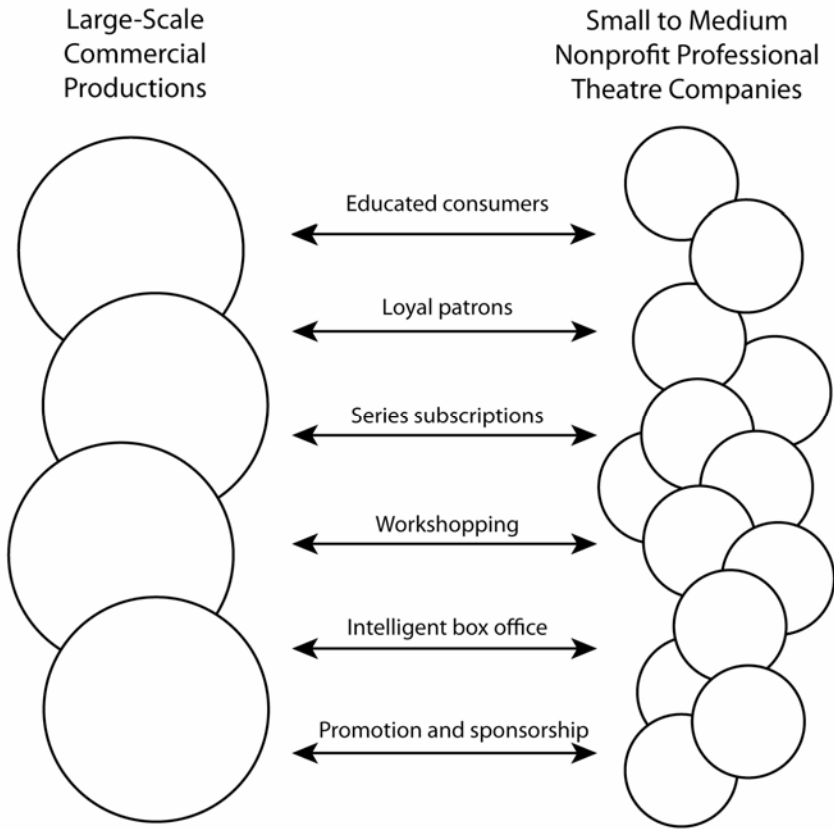 Large-Scale
Commercial
Productions
Small to Medium
Nonprofit Professional
Theatre Companies
Educated consumers
Loyal patrons
Series subscriptions
Workshopping
Intelligent box office
Promotion and sponsorship